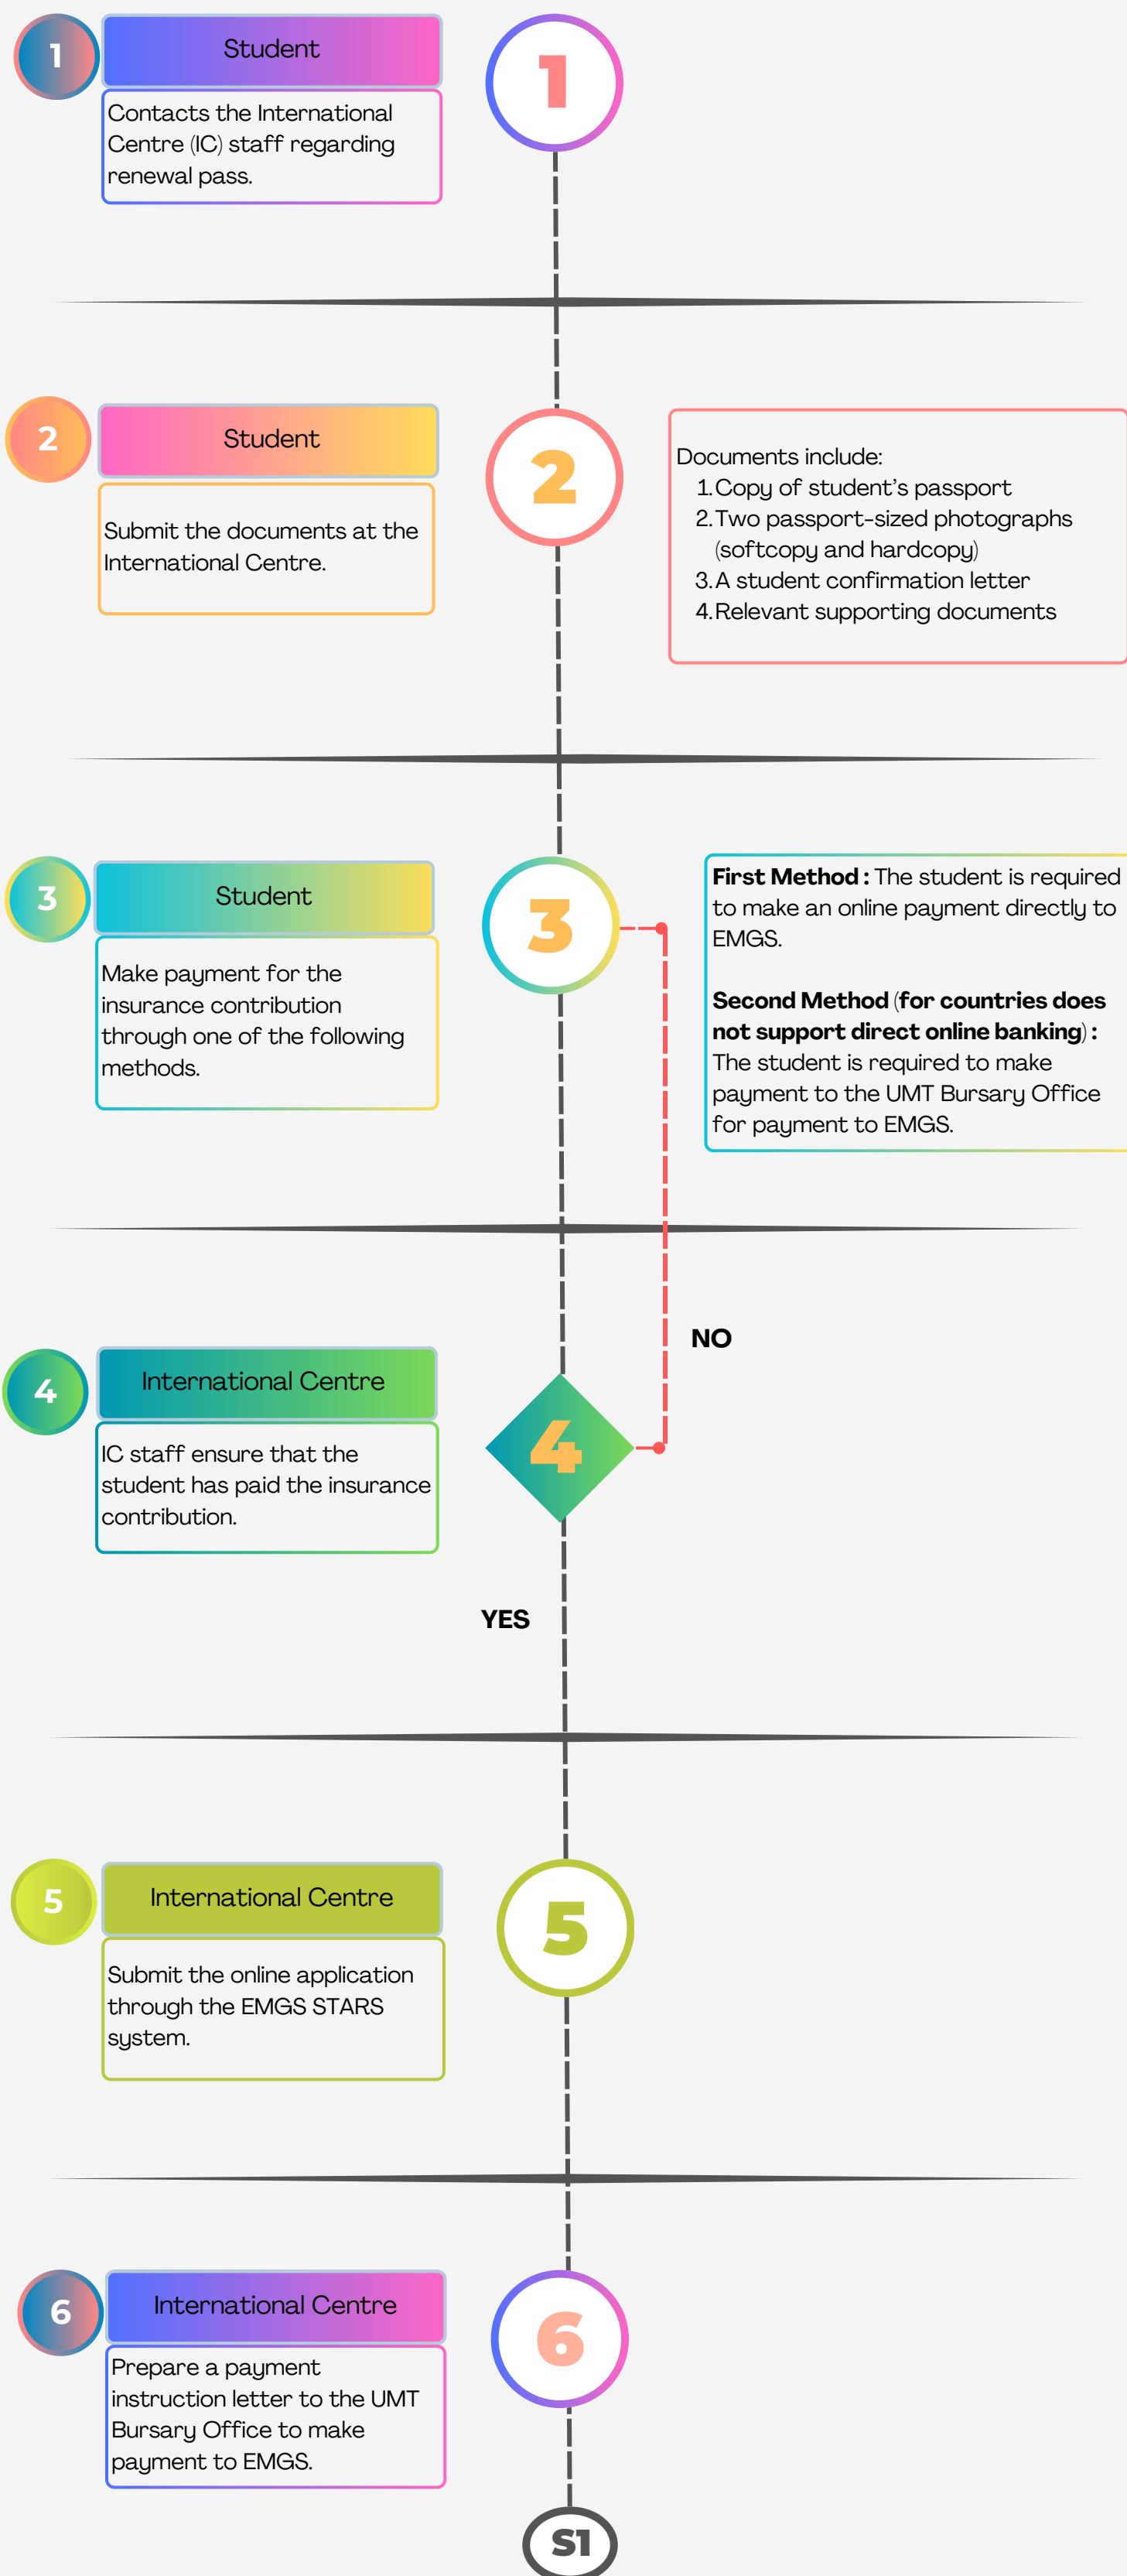 1
Student
1
Contacts the International
Centre (IC) staff regarding
renewal pass.
2
Student
2
Submit the documents at the
International Centre.
Documents include:
1. Copy of student's passport
2. Two passport-sized photographs
(softcopy and hardcopy)
3. A student confirmation letter
4. Relevant supporting documents
3
Student
3
Make payment for the
insurance contribution
through one of the following
methods.
First Method : The student is required
to make an online payment directly to
EMGS.
Second Method (for countries does
not support direct online banking) :
The student is required to make
payment to the UMT Bursary Office
for payment to EMGS.
NO
4
International Centre
4
IC staff ensure that the
student has paid the insurance
contribution.
YES
5
International Centre
5
Submit the online application
through the EMGS STARS
system.
6
International Centre
6
Prepare a payment
instruction letter to the UMT
Bursary Office to make
payment to EMGS.
S1